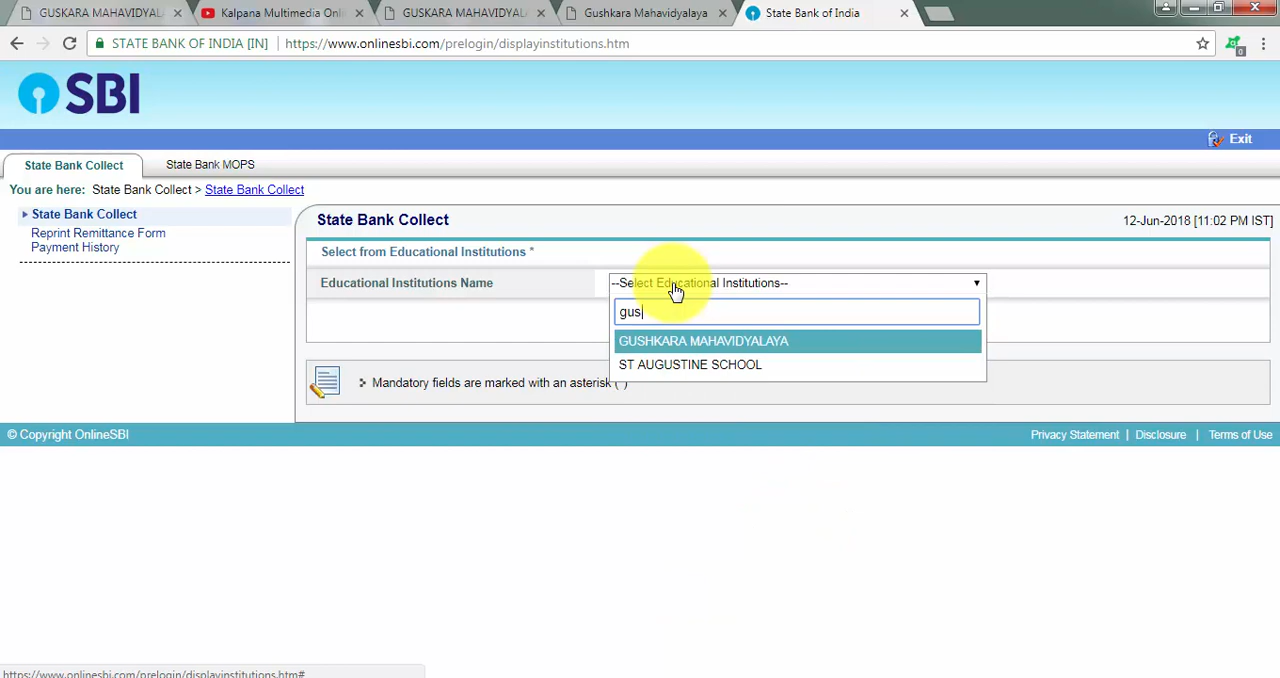 GUSKARA MAHAVIDYAL
Kalpana Multimedia Onl
GUSKARA MAHAVIDYAL
Gushkara Mahavidyalaya
State Bank of India
STATE BANK OF INDIA [IN]
https://www.onlinesbi.com/prelogin/displayinstitutions.htm
0
SBI
Exit
State Bank Collect
State Bank MOPS
You are here: State Bank Collect > State Bank Collect
State Bank Collect
Reprint Remittance Form
Payment History
State Bank Collect
12-Jun-2018 [11:02 PM IST]
Select from Educational Institutions *
Educational Institutions Name
--Select Educational Institutions--
gus
GUSHKARA MAHAVIDYALAYA
ST AUGUSTINE SCHOOL
Mandatory fields are marked with an asterisk
© Copyright OnlineSBI
Privacy Statement | Disclosure | Terms of Use
https://www.onlinesbi.com/prelogin/displayinstitutions.htm#